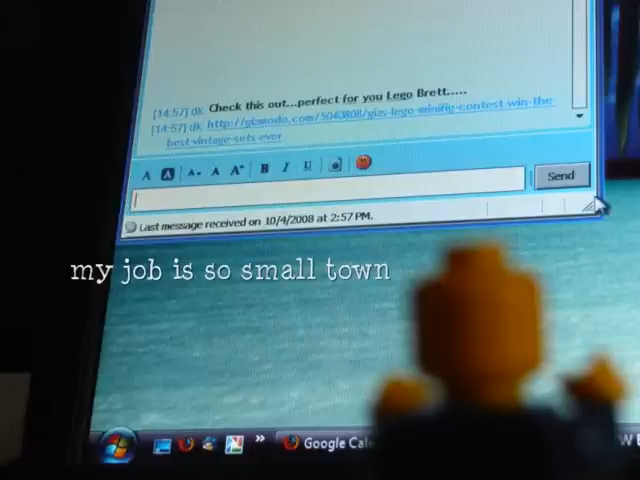 [14:57] dk: Check this out...perfect for you Lego Brett.....
[14:57] dk: http://gizmodo.com/5043808/gizs-lego-minifig-contest-win-the-
best-vintage-sets-ever
A A A A A B I U
Send
Last message received on 10/4/2008 at 2:57 PM.
my job is so small town
» Google Cal